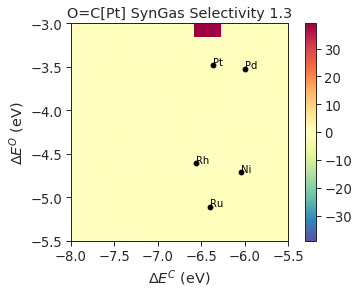 O=C[Pt] SynGas Selectivity 1.3
−3.0
−3.5
−4.0
−4.5
−5.0
−5.5
ΔE^O (eV)
Pt
Pd
Rh
Ni
Ru
−8.0 −7.5 −7.0 −6.5 −6.0 −5.5
ΔE^C (eV)
30
20
10
0
−10
−20
−30